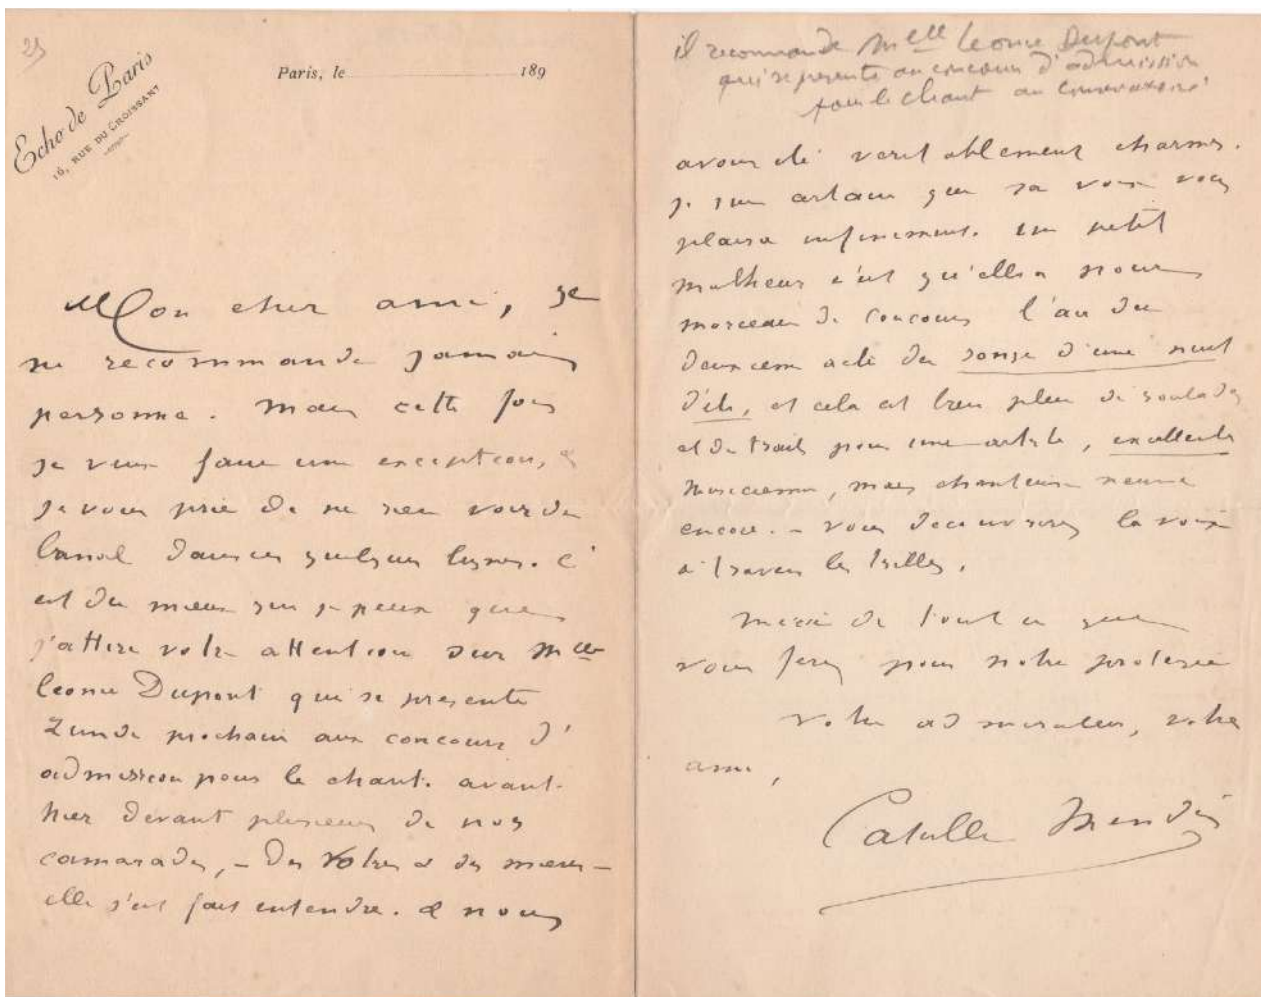 25
Echo de Paris
16, RUE DU CROISSANT
Paris, le 189
Mon cher ami, je
ne recommande jamais
personne. Mais cette fois
je veux faire une exception, &
je vous prie de ne rien voir de
banal dans ces quelques lignes. C'
est du mieux que je peux que
j'attire votre attention sur Mlle
Leonie Dupont qui se presente
Lundi prochain aux concours d'
admission pour le chant. avant-
hier devant plusieurs de nos
camarades, – des votres & des miens –
elle s'est fait entendre. & nous
il recommande Melle Leonie Dupont
qui se presente au concours d'admission
pour le chant au conservatoire
avons été veritablement charmés.
je suis certain que sa voix vous
plaira infiniment. un petit
malheur c'est qu'elle a pour
morceau de concours l'air du
deuxieme acte du songe d'une nuit
d'été, et cela est bien plein de roulades
et de traits pour une artiste, excellente
musicienne, mais chanteuse neuve
encore. – vous decouvrirez la voix
à travers les trilles.
merci de tout ce que
vous ferez pour notre protegée
votre admirateur, votre
ami,
Catulle Mendès